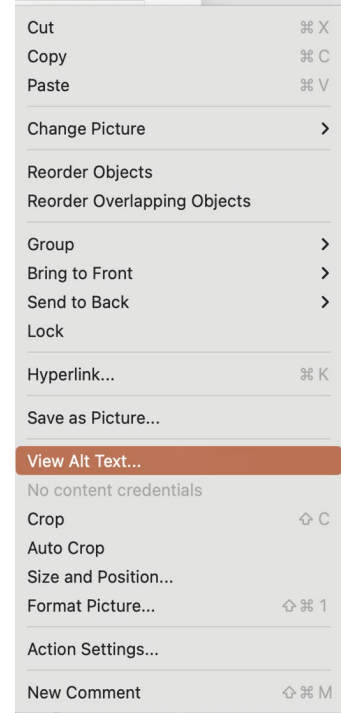 Cut ⌘ X
Copy ⌘ C
Paste ⌘ V
Change Picture
Reorder Objects
Reorder Overlapping Objects
Group
Bring to Front
Send to Back
Lock
Hyperlink... ⌘ K
Save as Picture...
View Alt Text...
No content credentials
Crop ⇧ C
Auto Crop
Size and Position...
Format Picture... ⇧ ⌘ 1
Action Settings...
New Comment ⇧ ⌘ M